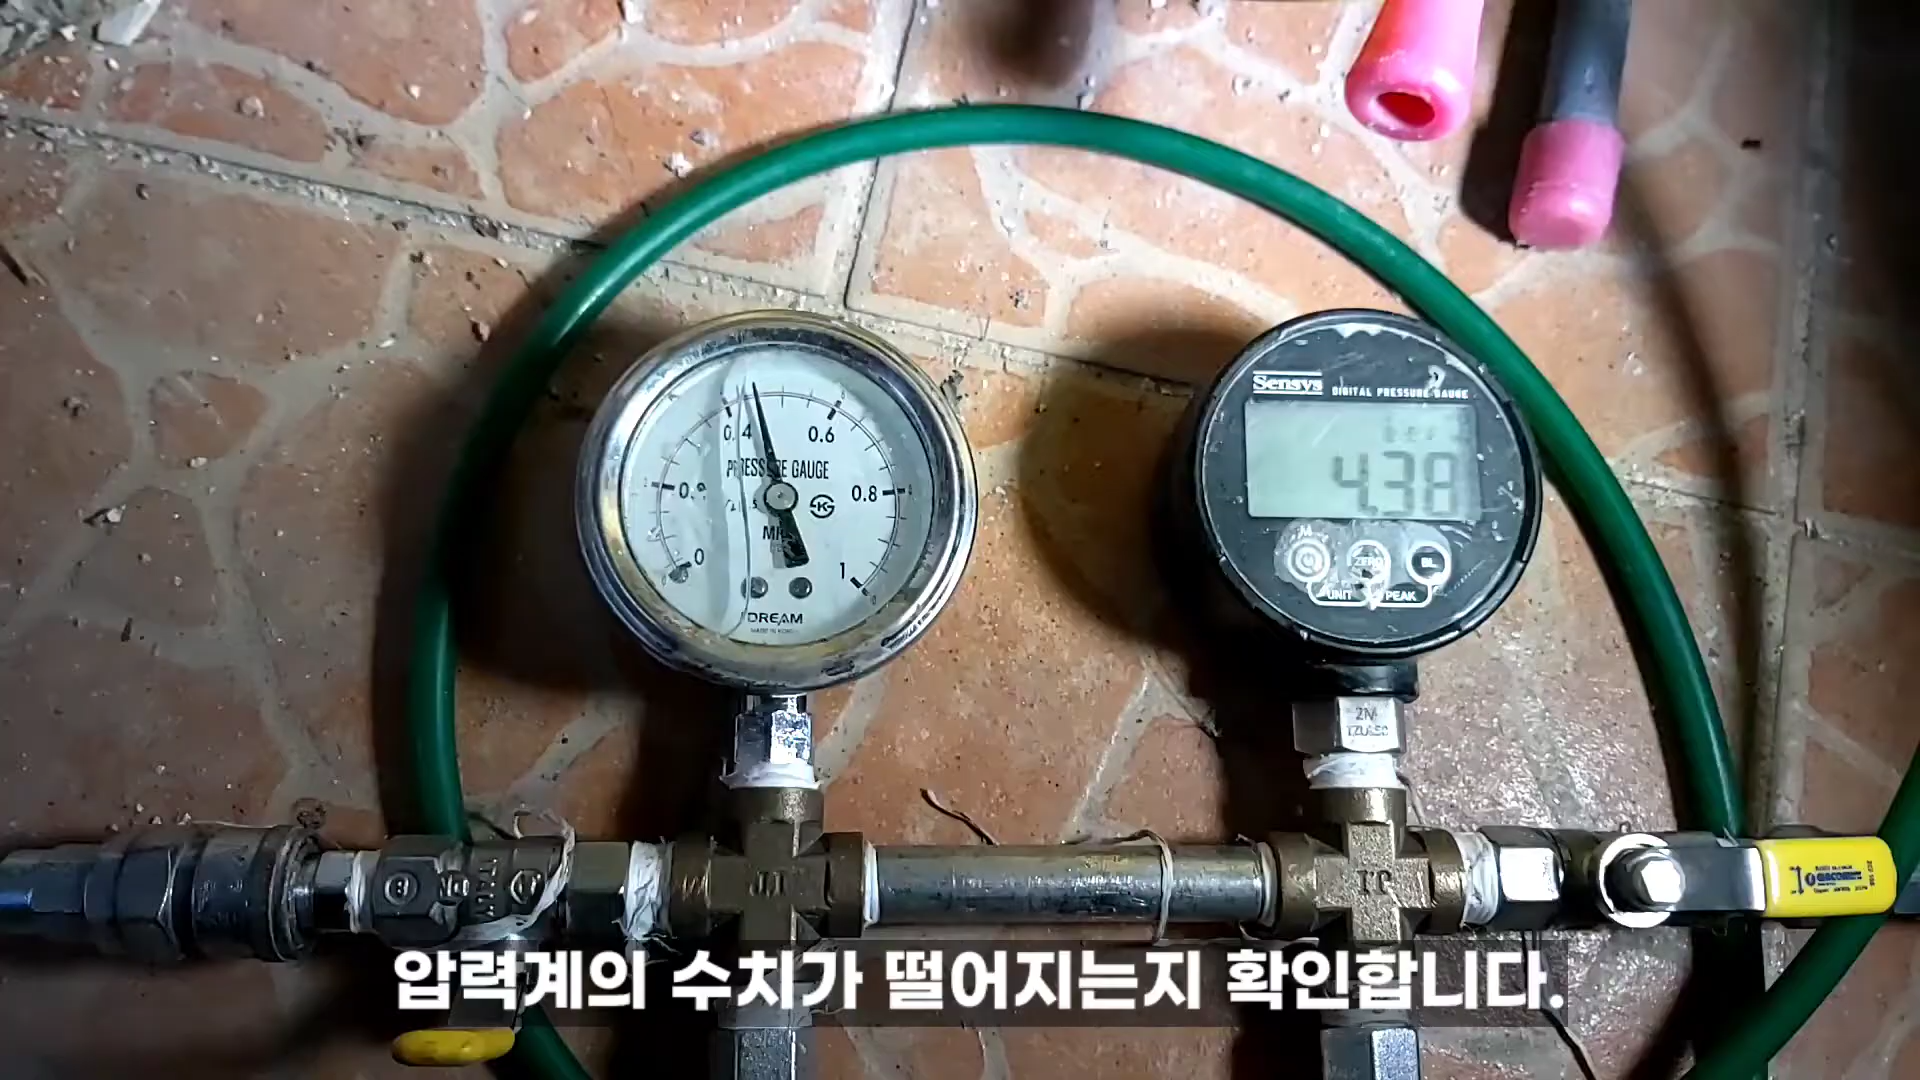 Sensys
DIGITAL PRESSURE GAUGE
4.38
ZERO
BL
UNIT
PEAK
0.4
0.6
PRESSURE GAUGE
0.8
0
1
DREAM
MADE IN KOREA
압력계의 수치가 떨어지는지 확인합니다.